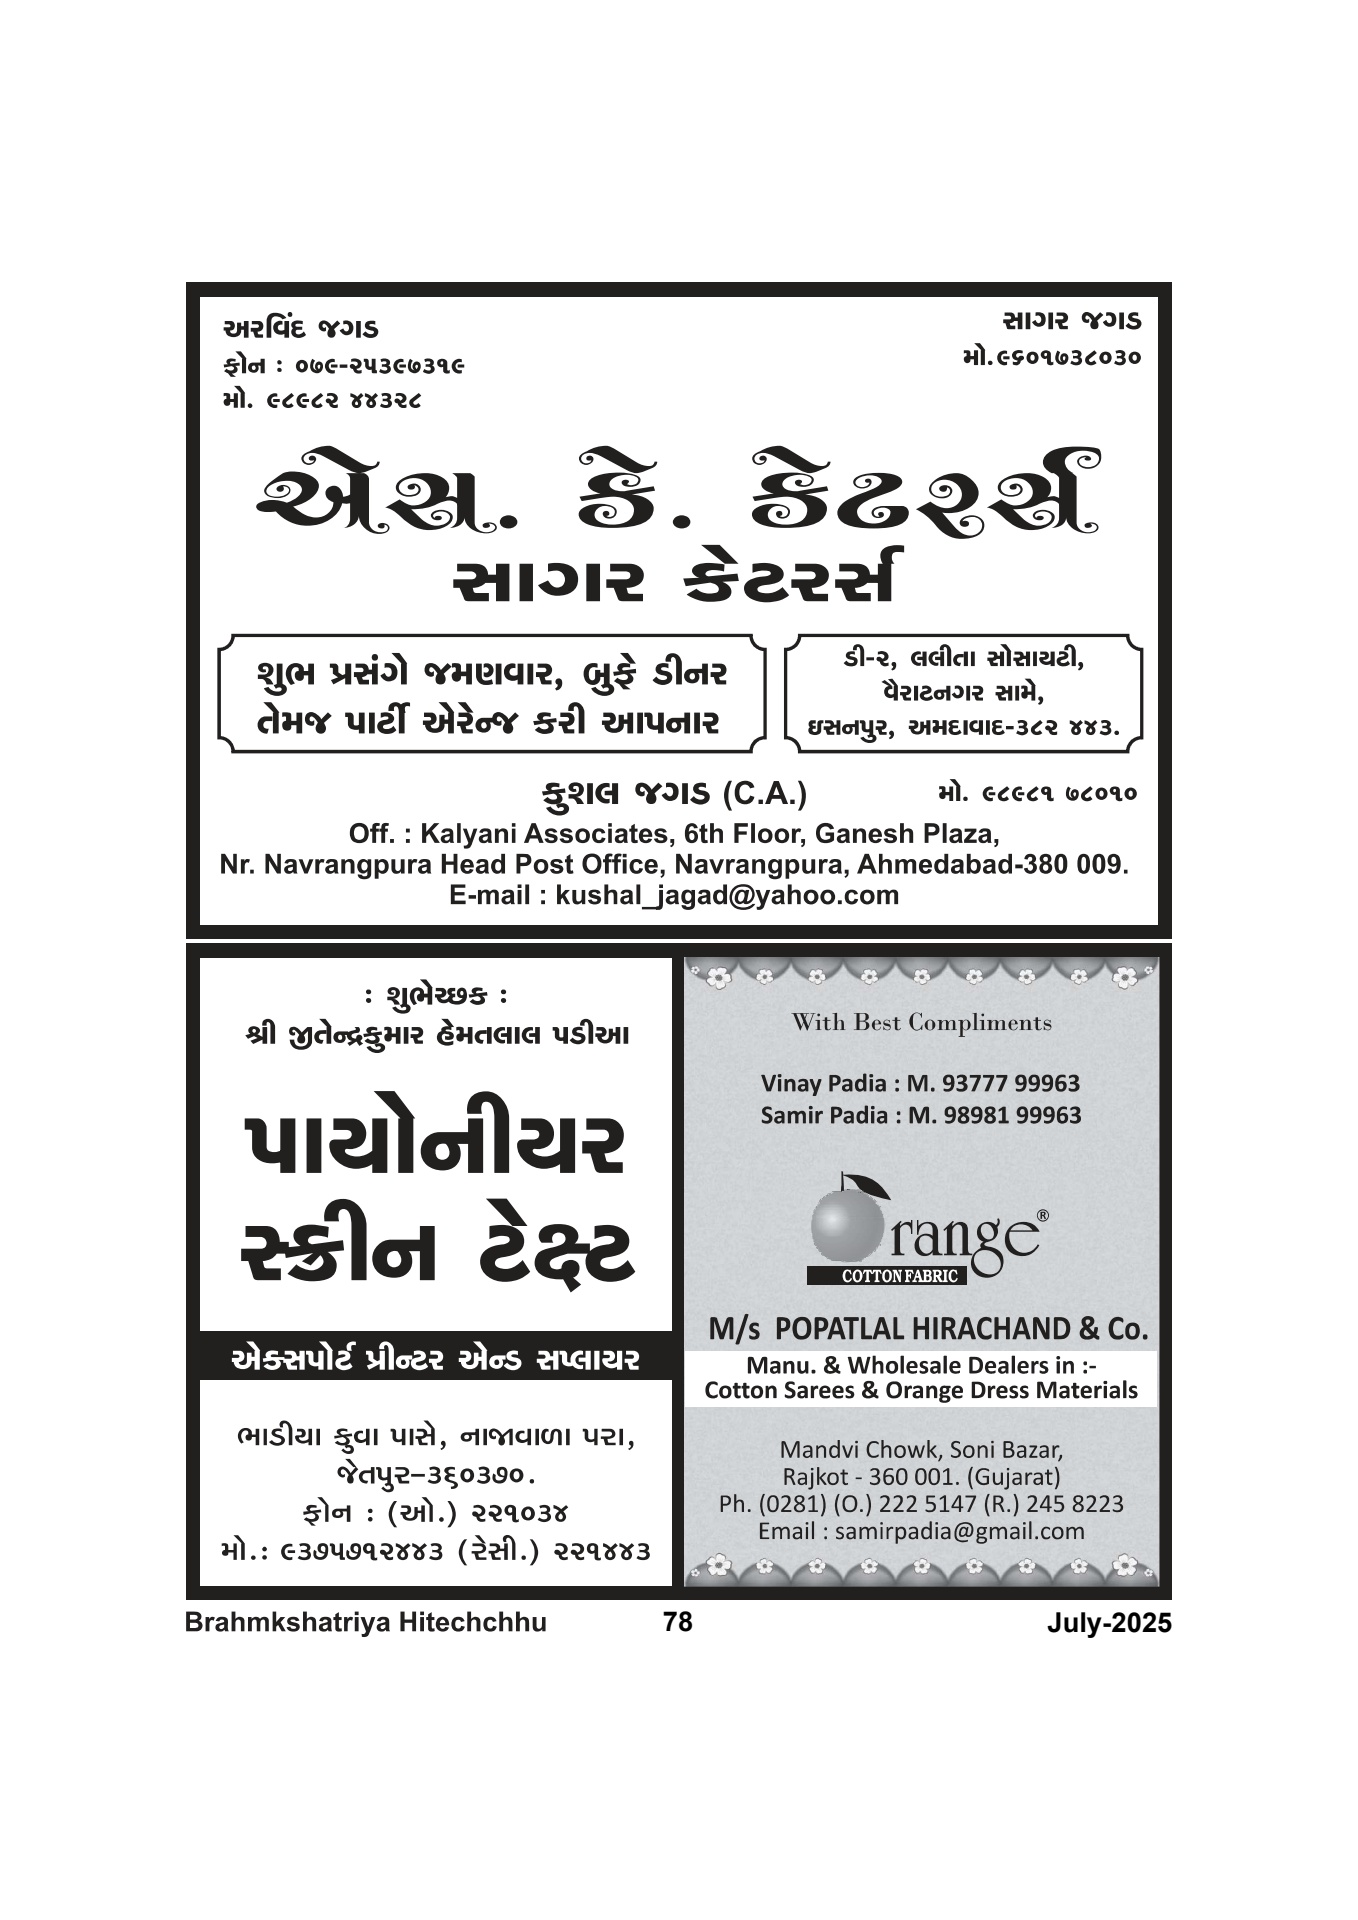 અરવિંદ જગડ
ફોન : ૦૭૯-૨૫૩૯૭૩૧૯
મો. ૯૮૯૮૨ ૪૪૩૨૮
સાગર જગડ
મો.૯૬૦૧૭૩૮૦૩૦
એસ. કે. કેટરર્સ
સાગર કેટરર્સ
શુભ પ્રસંગે જમણવાર, બુફે ડીનર
તેમજ પાર્ટી એરેન્જ કરી આપનાર
ડી-૨, લલીતા સોસાયટી,
વૈરાટનગર સામે,
ઇસનપુર, અમદાવાદ-૩૮૨ ૪૪૩.
કુશલ જગડ (C.A.) મો. ૯૮૯૮૧ ૭૮૦૧૦
Off. : Kalyani Associates, 6th Floor, Ganesh Plaza,
Nr. Navrangpura Head Post Office, Navrangpura, Ahmedabad-380 009.
E-mail : kushal_jagad@yahoo.com
: શુભેચ્છક :
શ્રી જીતેન્દ્રકુમાર હેમતલાલ પડીઆ
પાયોનીયર
સ્ક્રીન ટેક્ષ્ટ
એક્સપોર્ટ પ્રીન્ટર એન્ડ સપ્લાયર
ભાડીયા કુવા પાસે, નાજાવાળા પરા,
જેતપુર–૩૬૦૩૭૦.
ફોન : (ઓ.) ૨૨૧૦૩૪
મો.: ૯૩૭૫૭૧૨૪૪૩ (રેસી.) ૨૨૧૪૪૩
With Best Compliments
Vinay Padia : M. 93777 99963
Samir Padia : M. 98981 99963
Orange®
COTTON FABRIC
M/s POPATLAL HIRACHAND & Co.
Manu. & Wholesale Dealers in :-
Cotton Sarees & Orange Dress Materials
Mandvi Chowk, Soni Bazar,
Rajkot - 360 001. (Gujarat)
Ph. (0281) (O.) 222 5147 (R.) 245 8223
Email : samirpadia@gmail.com
Brahmkshatriya Hitechchhu 78 July-2025